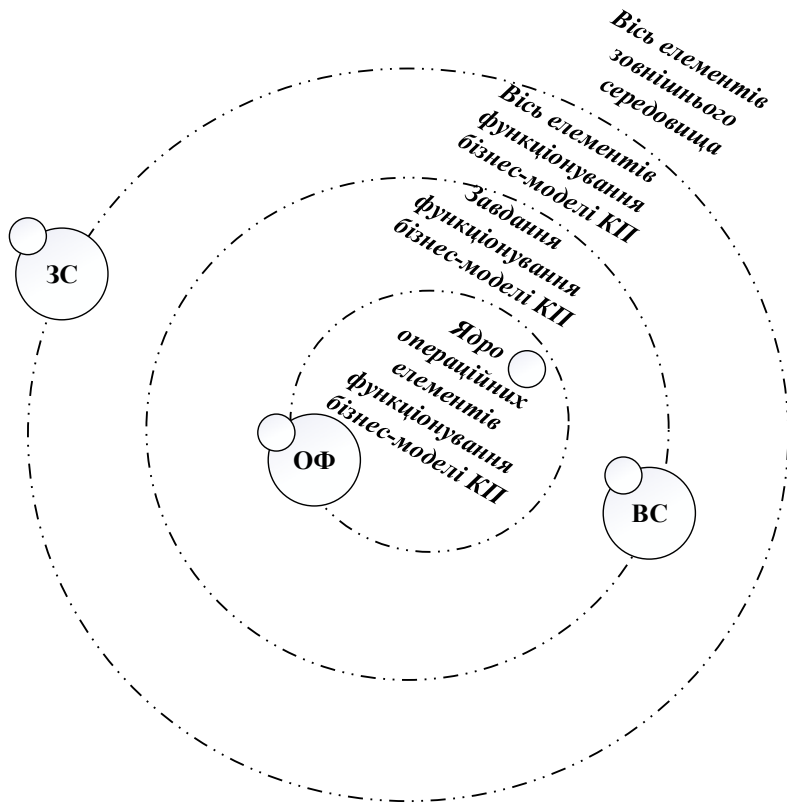 Вісь елементів
зовнішнього
середовища
Вісь елементів
функціонування
бізнес-моделі КП
Завдання
функціонування
бізнес-моделі КП
Ядро
операційних
елементів
функціонування
бізнес-моделі КП
ЗС
ОФ
ВС